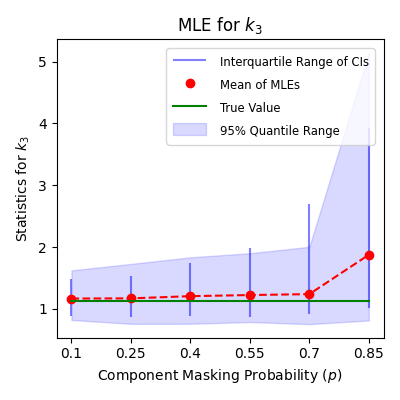 MLE for k₃
Interquartile Range of CIs
Mean of MLEs
True Value
95% Quantile Range
Statistics for k₃
5
4
3
2
1
0.1 0.25 0.4 0.55 0.7 0.85
Component Masking Probability (p)